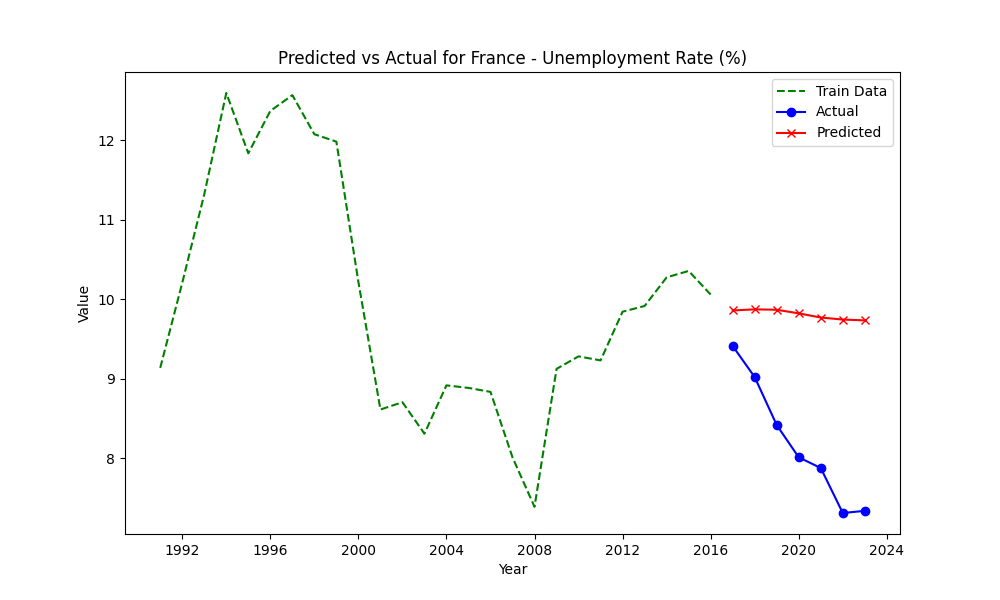 Predicted vs Actual for France - Unemployment Rate (%)
Train Data
Actual
Predicted
Value
12
11
10
9
8
1992 1996 2000 2004 2008 2012 2016 2020 2024
Year